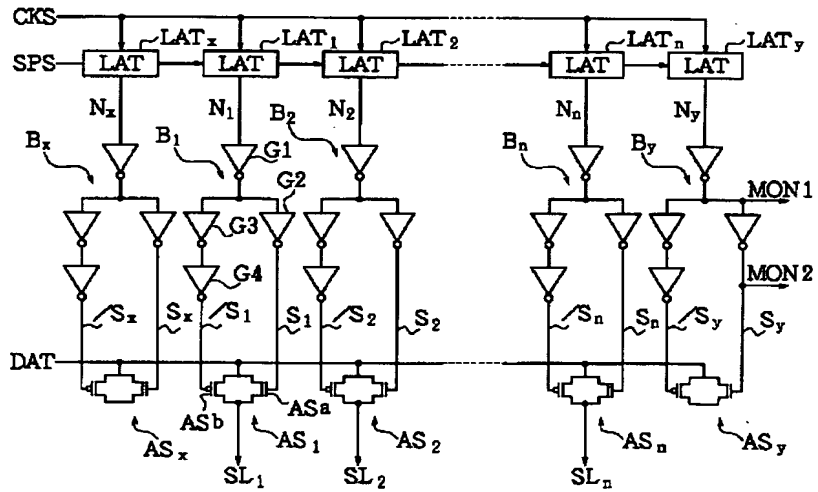 CKS
LATx LAT1 LAT2 LATn LATy
SPS LAT LAT LAT LAT LAT
Nx N1 N2 Nn Ny
Bx B1 B2 Bn By
G1
G2 MON1
G3
G4 MON2
/Sx Sx /S1 S1 /S2 S2 /Sn Sn /Sy Sy
DAT
ASb ASa
ASx AS1 AS2 ASn ASy
SL1 SL2 SLn